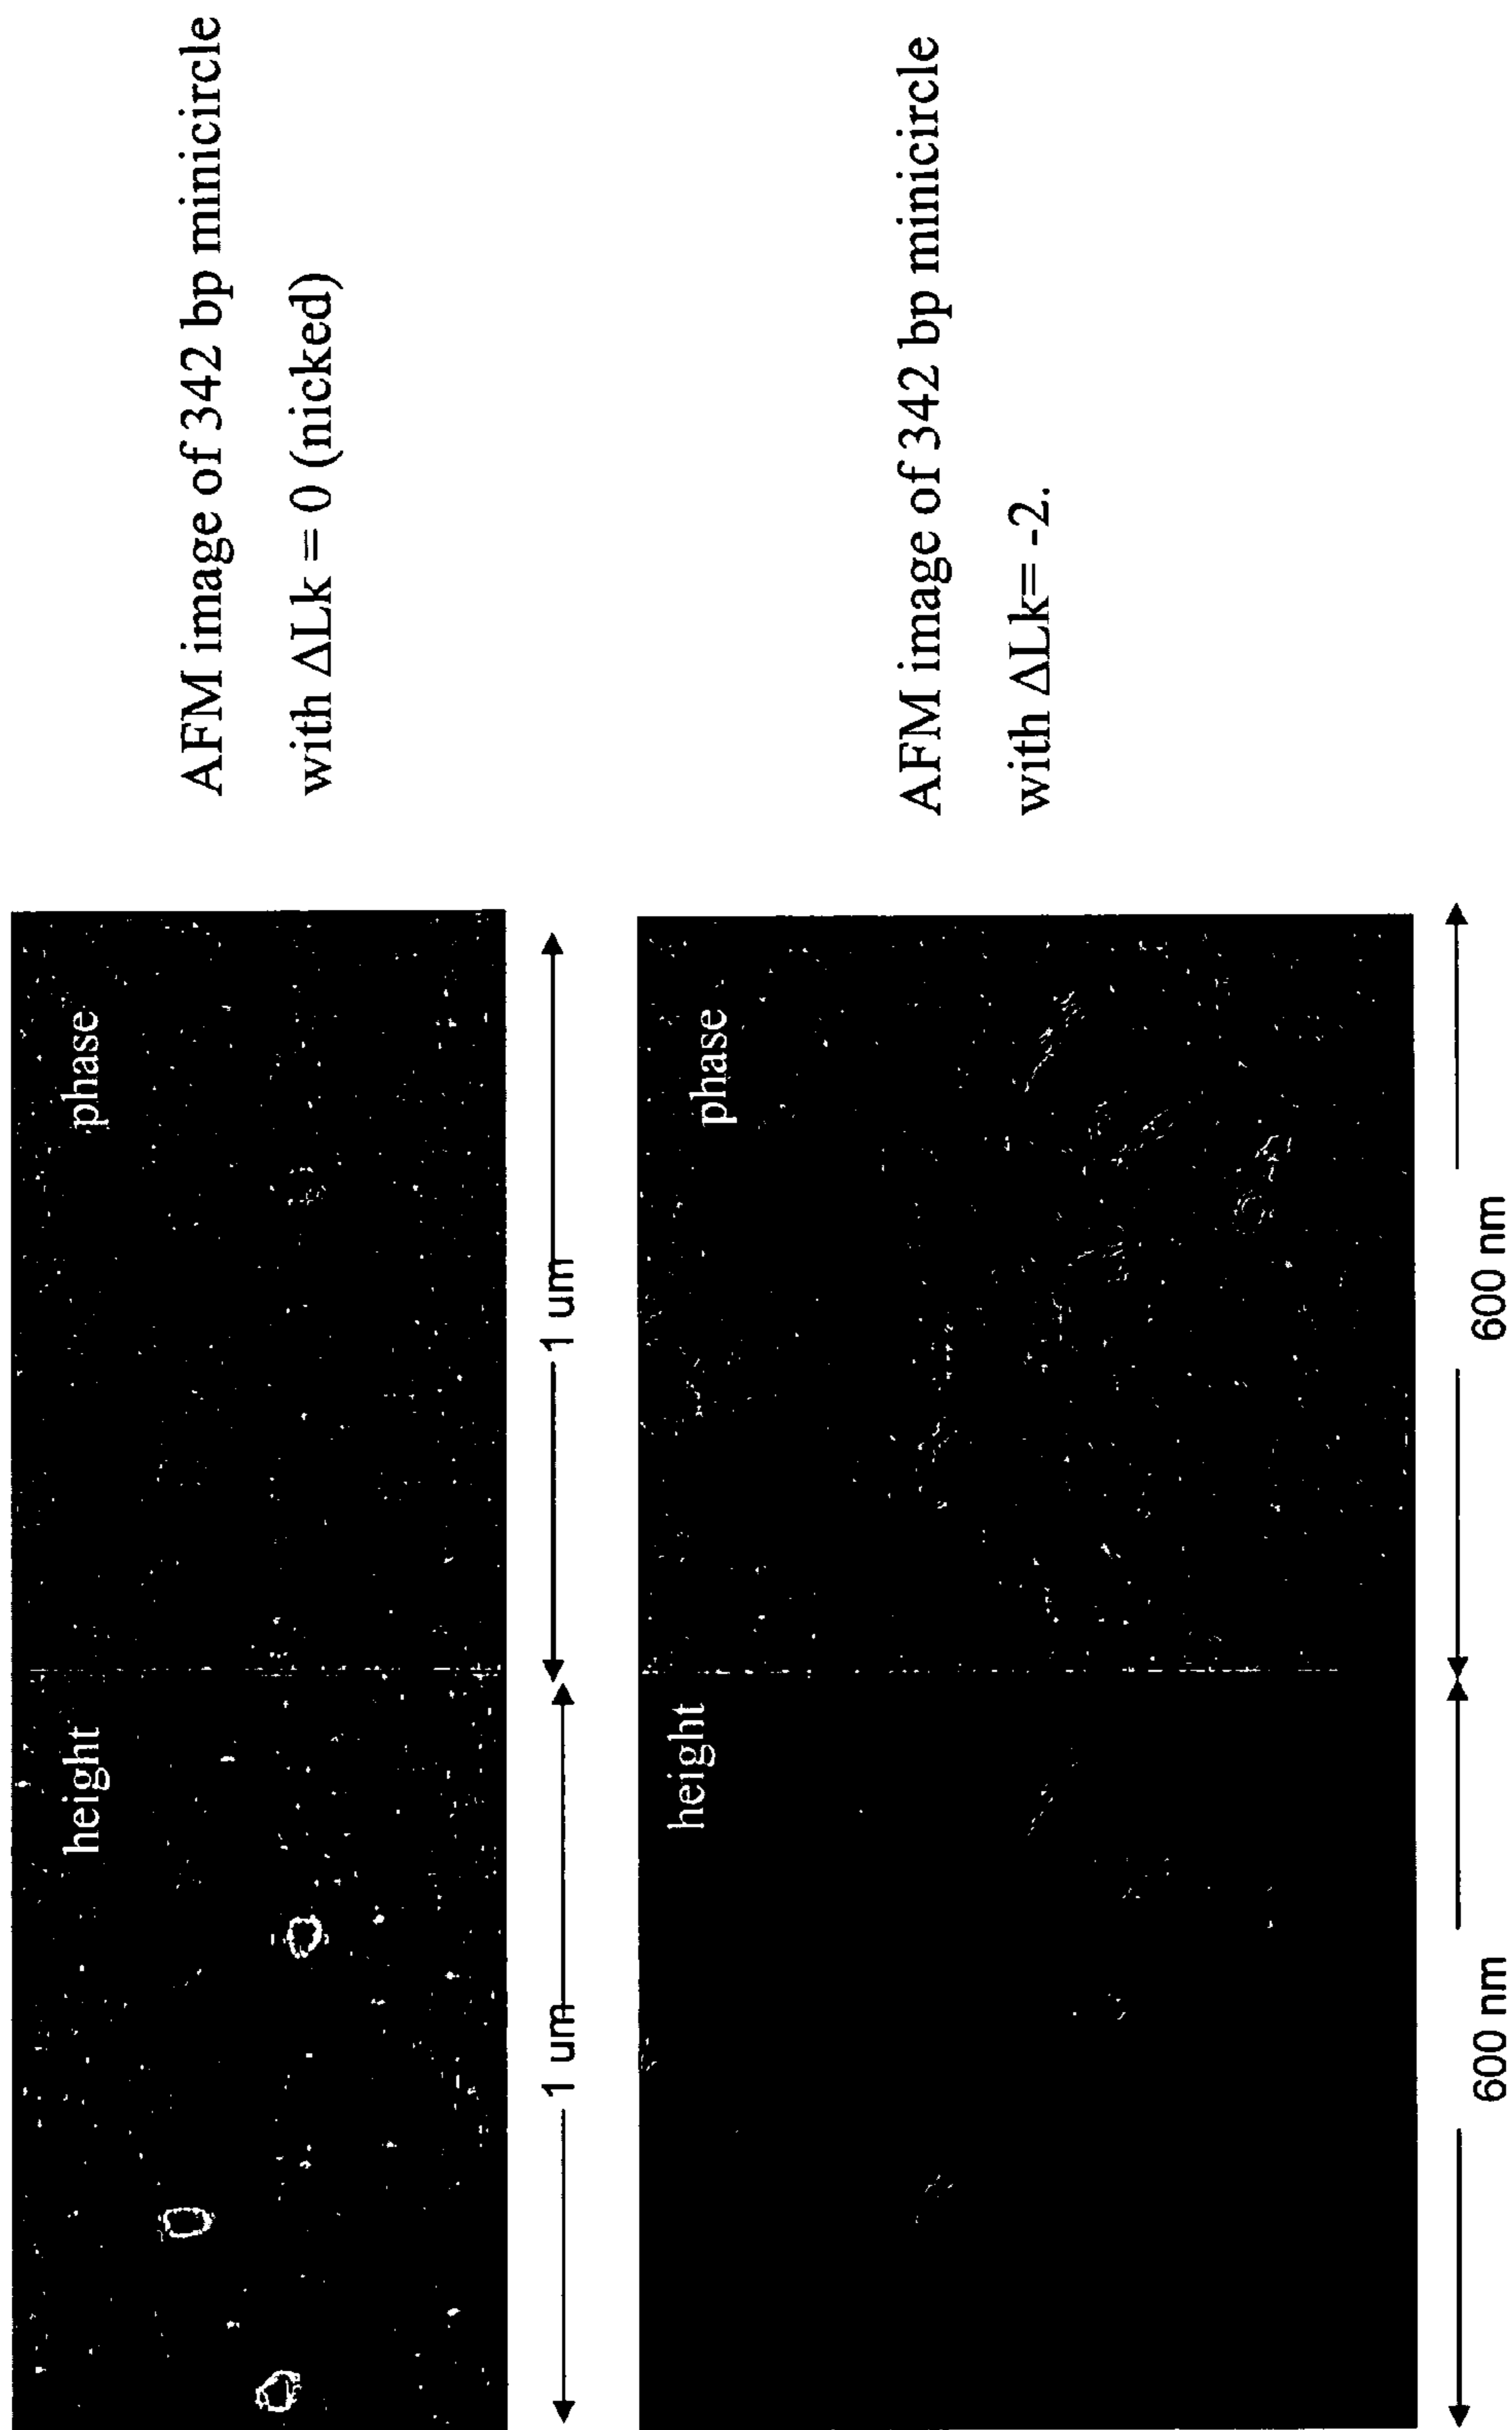 AFM image of 342 bp minicircle
with ΔLk = 0 (nicked)
height
phase
1 um
1 um
AFM image of 342 bp minicircle
with ΔLk= -2.
height
phase
600 nm
600 nm